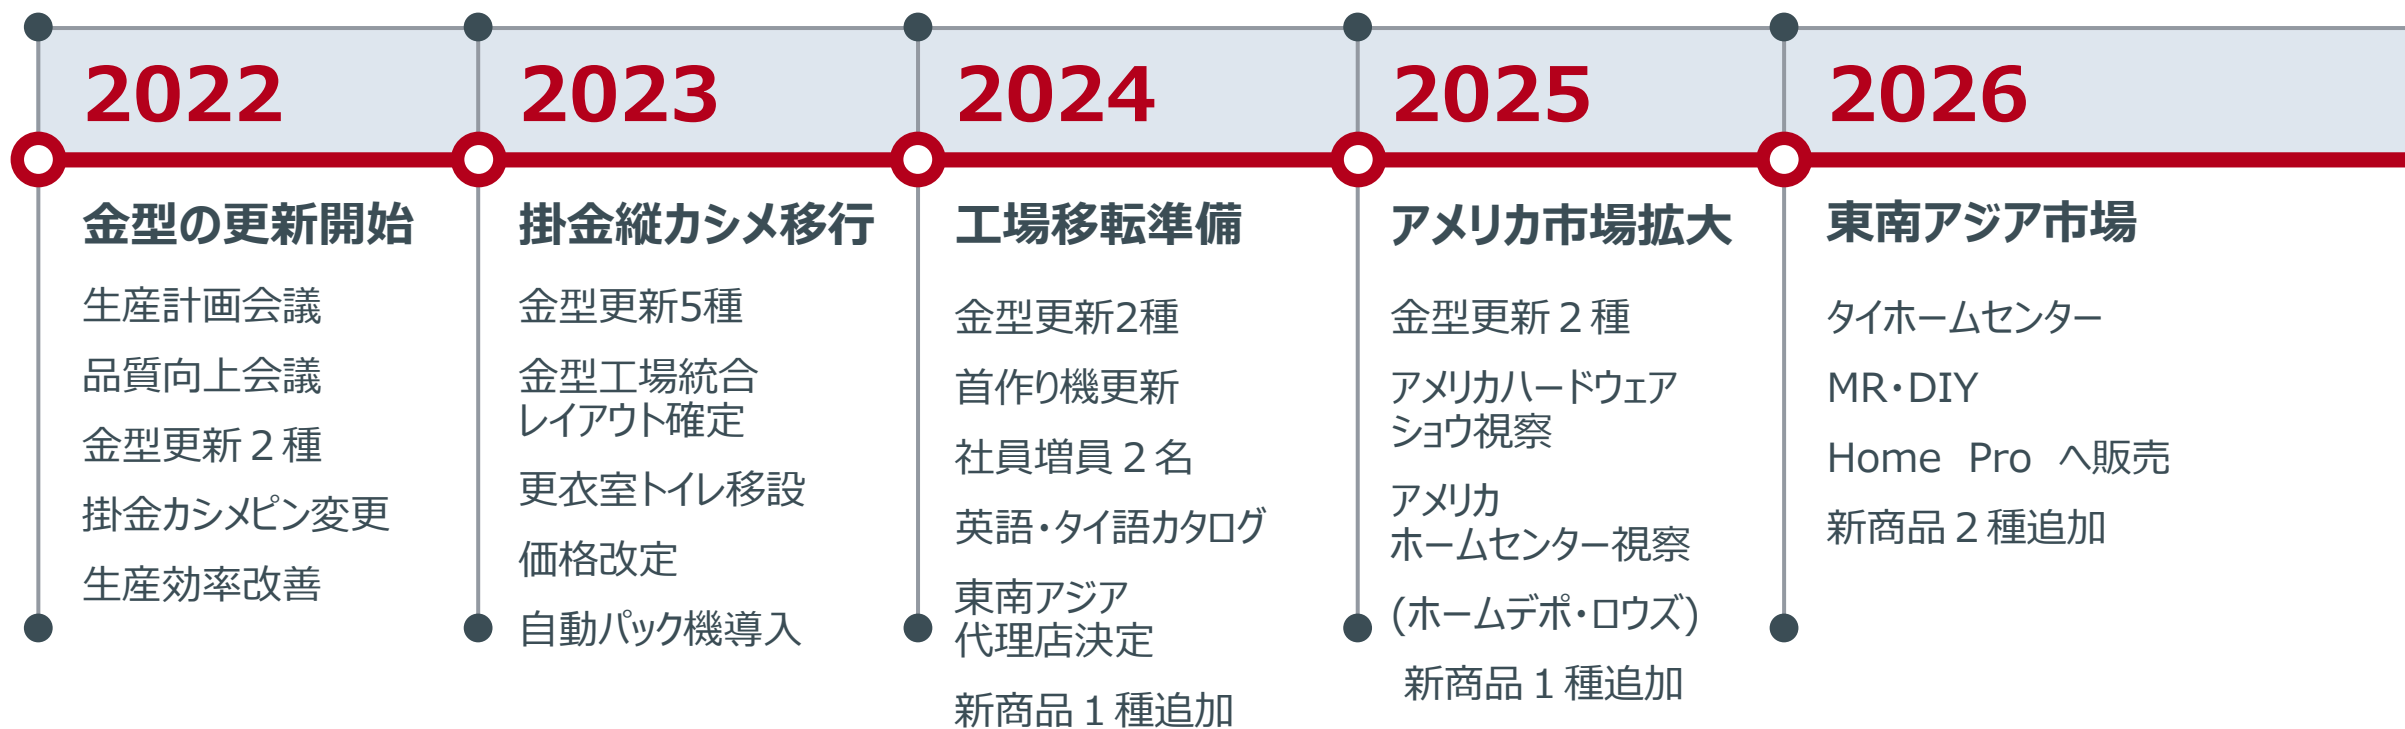 2022
2023
2024
2025
2026
金型の更新開始
生産計画会議
品質向上会議
金型更新２種
掛金カシメピン変更
生産効率改善
掛金縦カシメ移行
金型更新5種
金型工場統合
レイアウト確定
更衣室トイレ移設
価格改定
自動パック機導入
工場移転準備
金型更新2種
首作り機更新
社員増員２名
英語・タイ語カタログ
東南アジア
代理店決定
新商品１種追加
アメリカ市場拡大
金型更新２種
アメリカハードウェア
ショウ視察
アメリカ
ホームセンター視察
(ホームデポ・ロウズ)
新商品１種追加
東南アジア市場
タイホームセンター
MR・DIY
Home　Pro　へ販売
新商品２種追加